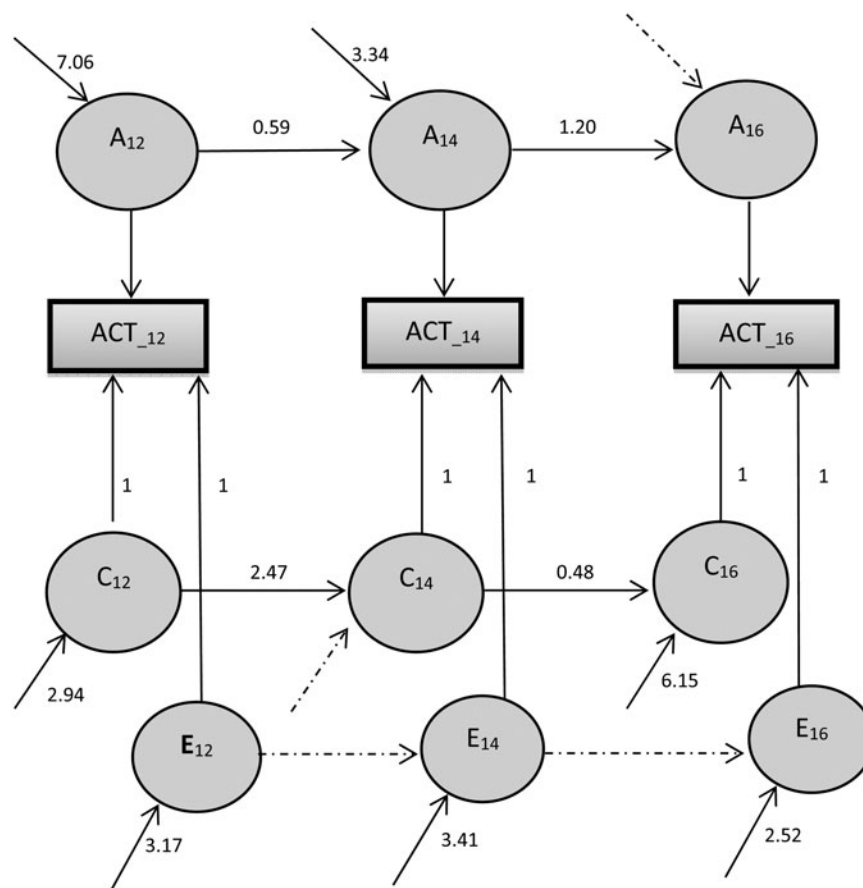 7.06
3.34
A12
0.59
A14
1.20
A16
ACT_12
ACT_14
ACT_16
1
1
1
1
1
1
C12
2.47
C14
0.48
C16
2.94
6.15
E12
E14
E16
3.17
3.41
2.52